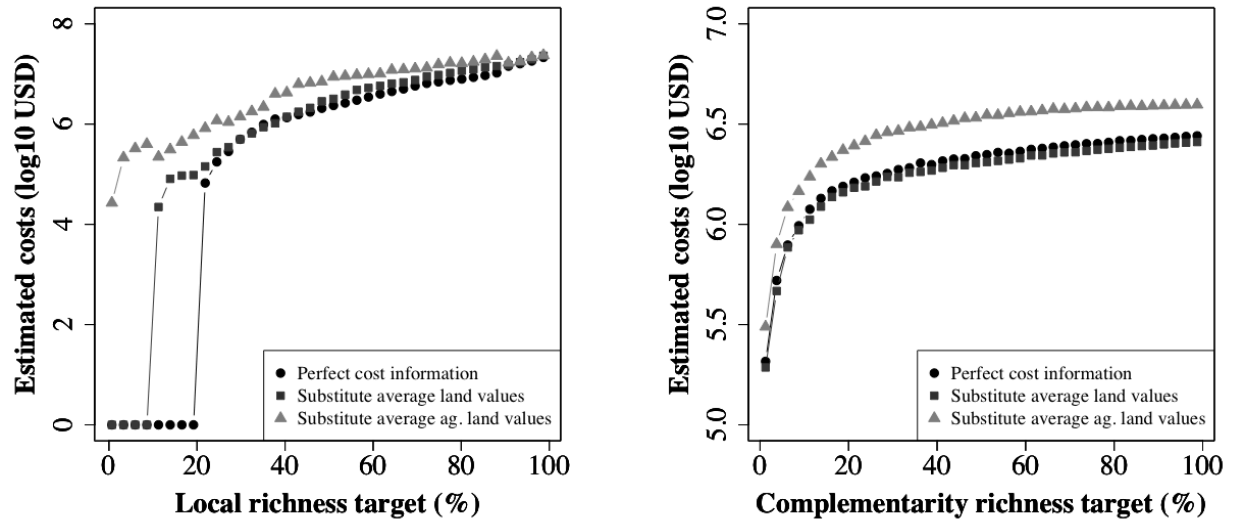 Estimated costs (log10 USD)
8
6
4
2
0
0 20 40 60 80 100
Local richness target (%)
Perfect cost information
Substitute average land values
Substitute average ag. land values
Estimated costs (log10 USD)
7.0
6.5
6.0
5.5
5.0
0 20 40 60 80 100
Complementarity richness target (%)
Perfect cost information
Substitute average land values
Substitute average ag. land values